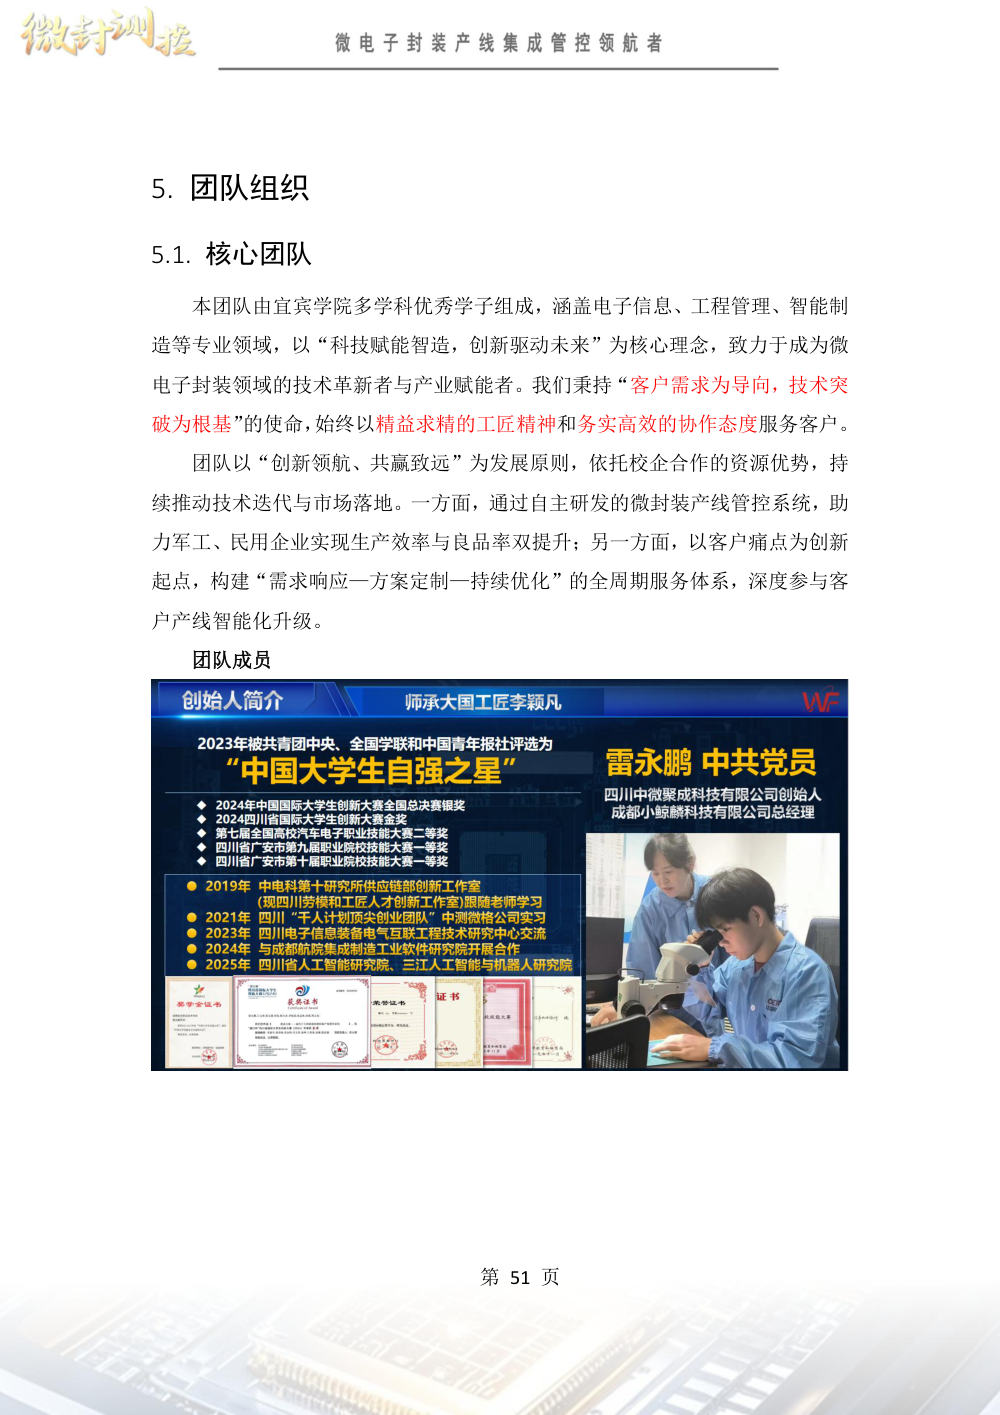 微封测控
微电子封装产线集成管控领航者
5. 团队组织
5.1. 核心团队
本团队由宜宾学院多学科优秀学子组成，涵盖电子信息、工程管理、智能制
造等专业领域，以“科技赋能智造，创新驱动未来”为核心理念，致力于成为微
电子封装领域的技术革新者与产业赋能者。我们秉持“客户需求为导向，技术突
破为根基”的使命，始终以精益求精的工匠精神和务实高效的协作态度服务客户。
团队以“创新领航、共赢致远”为发展原则，依托校企合作的资源优势，持
续推动技术迭代与市场落地。一方面，通过自主研发的微封装产线管控系统，助
力军工、民用企业实现生产效率与良品率双提升；另一方面，以客户痛点为创新
起点，构建“需求响应—方案定制—持续优化”的全周期服务体系，深度参与客
户产线智能化升级。
团队成员
创始人简介
师承大国工匠李颖凡
WF
2023年被共青团中央、全国学联和中国青年报社评选为
“中国大学生自强之星”
◆ 2024年中国国际大学生创新大赛全国总决赛银奖
◆ 2024四川省国际大学生创新大赛金奖
◆ 第七届全国高校汽车电子职业技能大赛二等奖
◆ 四川省广安市第九届职业院校技能大赛一等奖
◆ 四川省广安市第十届职业院校技能大赛一等奖
● 2019年 中电科第十研究所供应链部创新工作室
(现四川劳模和工匠人才创新工作室)跟随老师学习
● 2021年 四川“千人计划顶尖创业团队”中测微格公司实习
● 2023年 四川电子信息装备电气互联工程技术研究中心交流
● 2024年 与成都航院集成制造工业软件研究院开展合作
● 2025年 四川省人工智能研究院、三江人工智能与机器人研究院
雷永鹏 中共党员
四川中微聚成科技有限公司创始人
成都小鲸麟科技有限公司总经理
奖学金证书
获奖证书
荣誉证书
证书
第 51 页